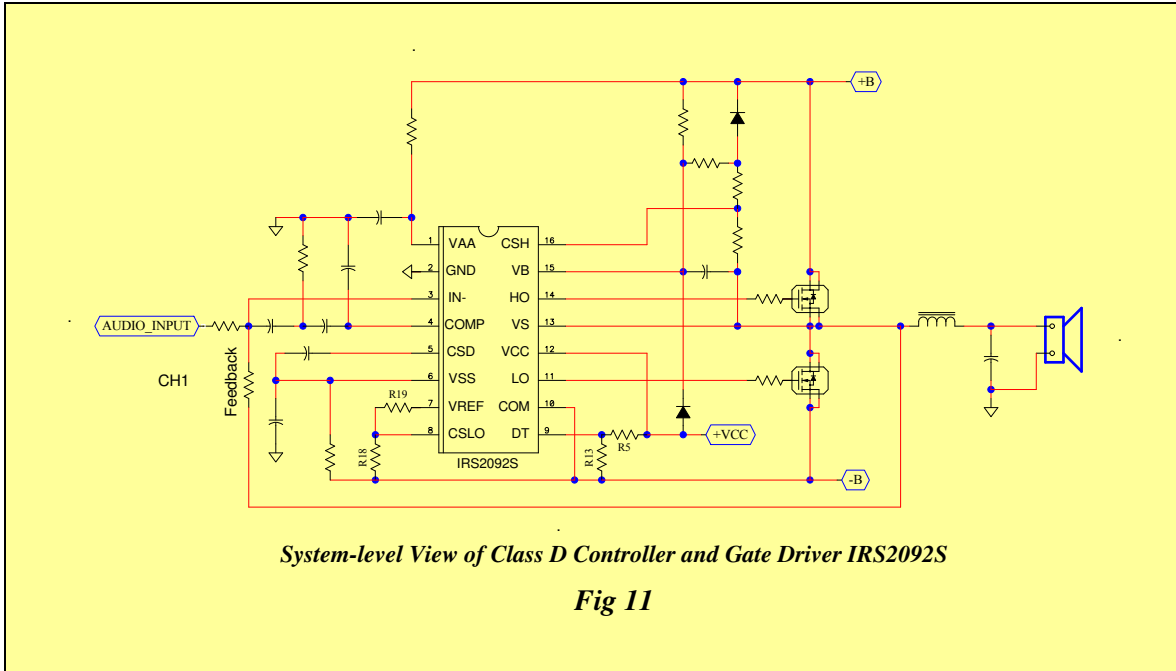 +B
1 VAA CSH 16
2 GND VB 15
3 IN- HO 14
AUDIO_INPUT 4 COMP VS 13
5 CSD VCC 12
CH1 Feedback 6 VSS LO 11
R19 7 VREF COM 10
R18 8 CSLO DT 9 R13 R5 +VCC
IRS2092S
-B
System-level View of Class D Controller and Gate Driver IRS2092S
Fig 11